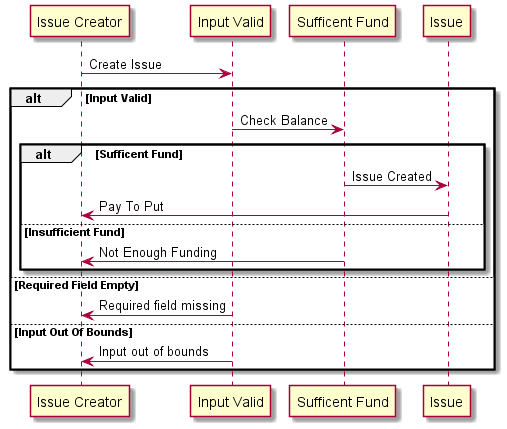 Issue Creator Input Valid Sufficent Fund Issue
Create Issue
alt [Input Valid]
Check Balance
alt [Sufficent Fund]
Issue Created
Pay To Put
[Insufficient Fund]
Not Enough Funding
[Required Field Empty]
Required field missing
[Input Out Of Bounds]
Input out of bounds
Issue Creator Input Valid Sufficent Fund Issue